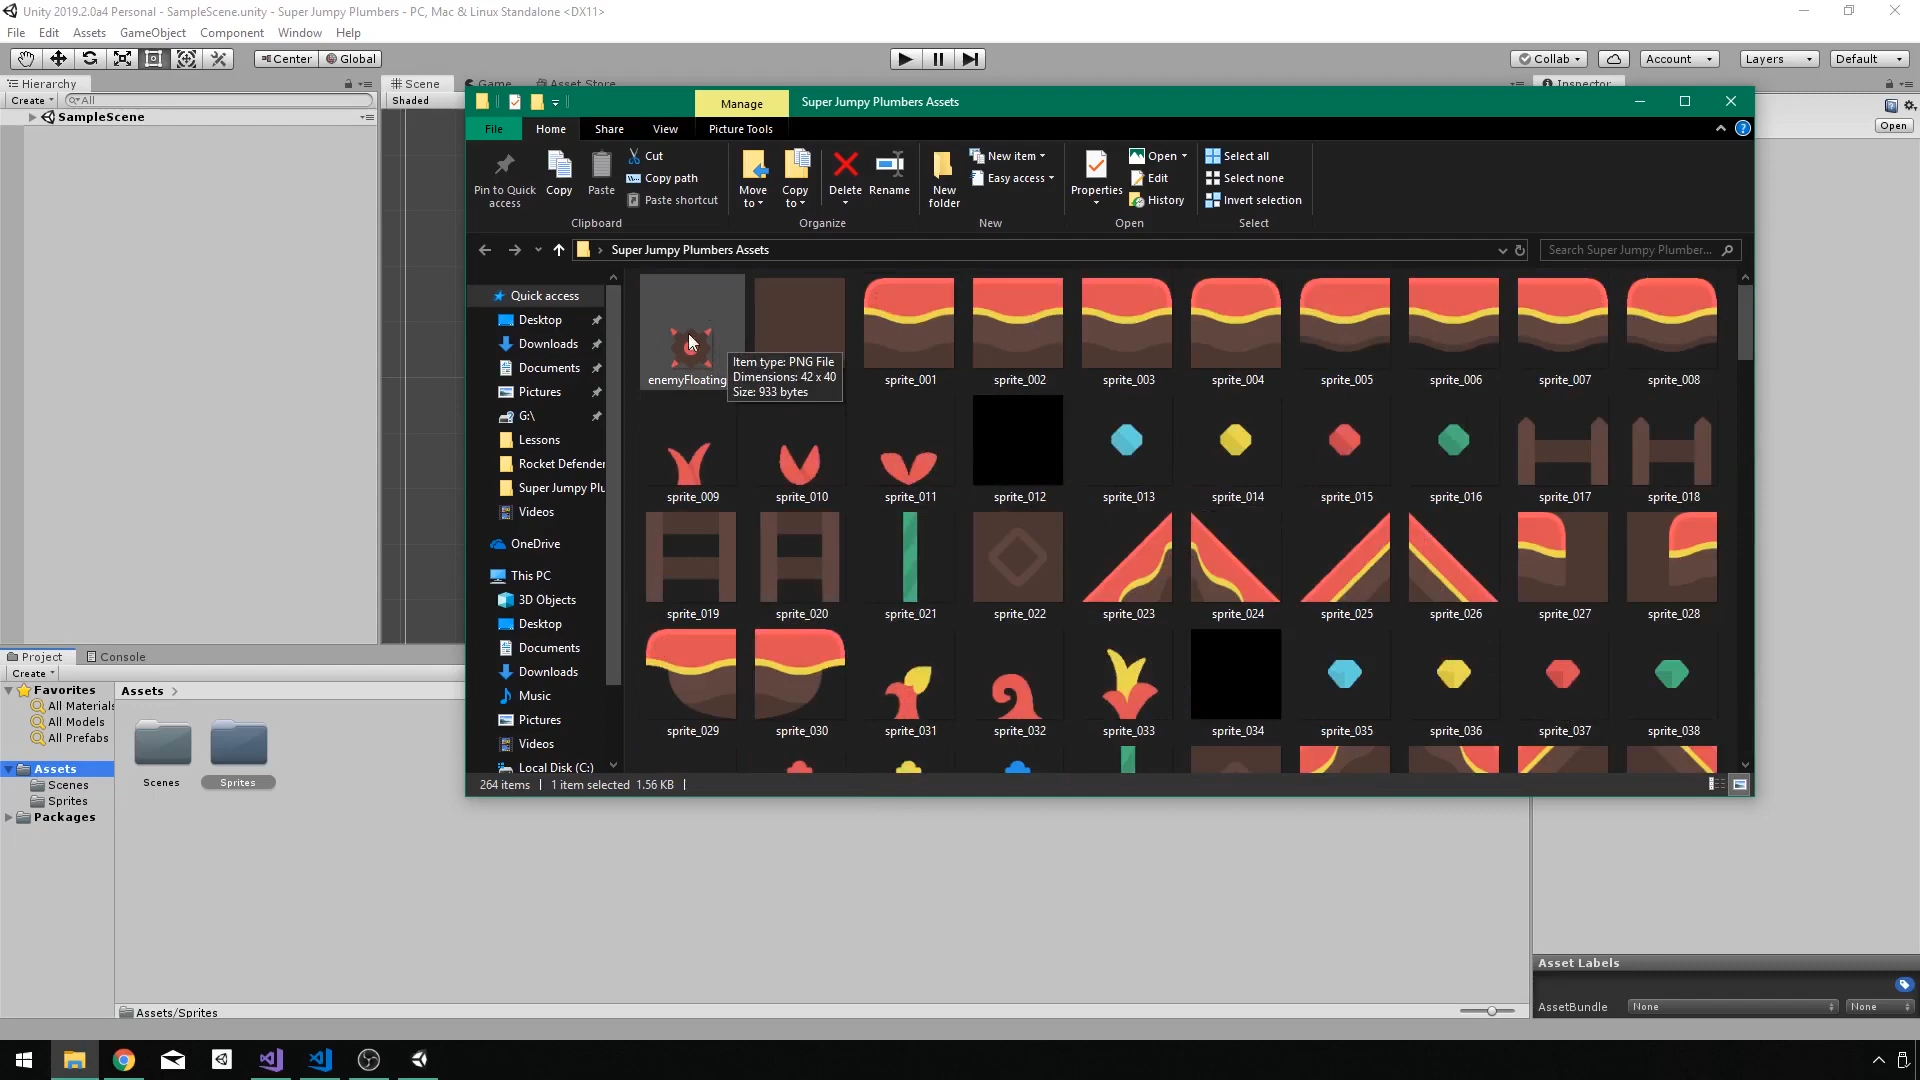 Unity 2019.2.0a4 Personal - SampleScene.unity - Super Jumpy Plumbers - PC, Mac & Linux Standalone <DX11>
File Edit Assets GameObject Component Window Help
Center Global Collab Account Layers Default
Hierarchy Scene Game Asset Store Inspector
Create All Shaded
SampleScene
Open
Manage Super Jumpy Plumbers Assets
File Home Share View Picture Tools
Pin to Quick access
Copy
Paste
Cut
Copy path
Paste shortcut
Clipboard
Move to
Copy to
Delete
Rename
Organize
New folder
New item
Easy access
New
Properties
Open
Edit
History
Open
Select all
Select none
Invert selection
Select
Super Jumpy Plumbers Assets
Search Super Jumpy Plumber...
Quick access
Desktop
Downloads
Documents
Pictures
G:\
Lessons
Rocket Defender
Super Jumpy Plu
Videos
OneDrive
This PC
3D Objects
Desktop
Documents
Downloads
Music
Pictures
Videos
Local Disk (C:)
Item type: PNG File
Dimensions: 42 x 40
Size: 933 bytes
enemyFloating sprite_001 sprite_002 sprite_003 sprite_004 sprite_005 sprite_006 sprite_007 sprite_008
sprite_009 sprite_010 sprite_011 sprite_012 sprite_013 sprite_014 sprite_015 sprite_016 sprite_017 sprite_018
sprite_019 sprite_020 sprite_021 sprite_022 sprite_023 sprite_024 sprite_025 sprite_026 sprite_027 sprite_028
sprite_029 sprite_030 sprite_031 sprite_032 sprite_033 sprite_034 sprite_035 sprite_036 sprite_037 sprite_038
264 items 1 item selected 1.56 KB
Project Console
Create
Favorites
All Materials
All Models
All Prefabs
Assets
Scenes
Sprites
Packages
Assets
Scenes Sprites
Assets/Sprites
Asset Labels
AssetBundle None None